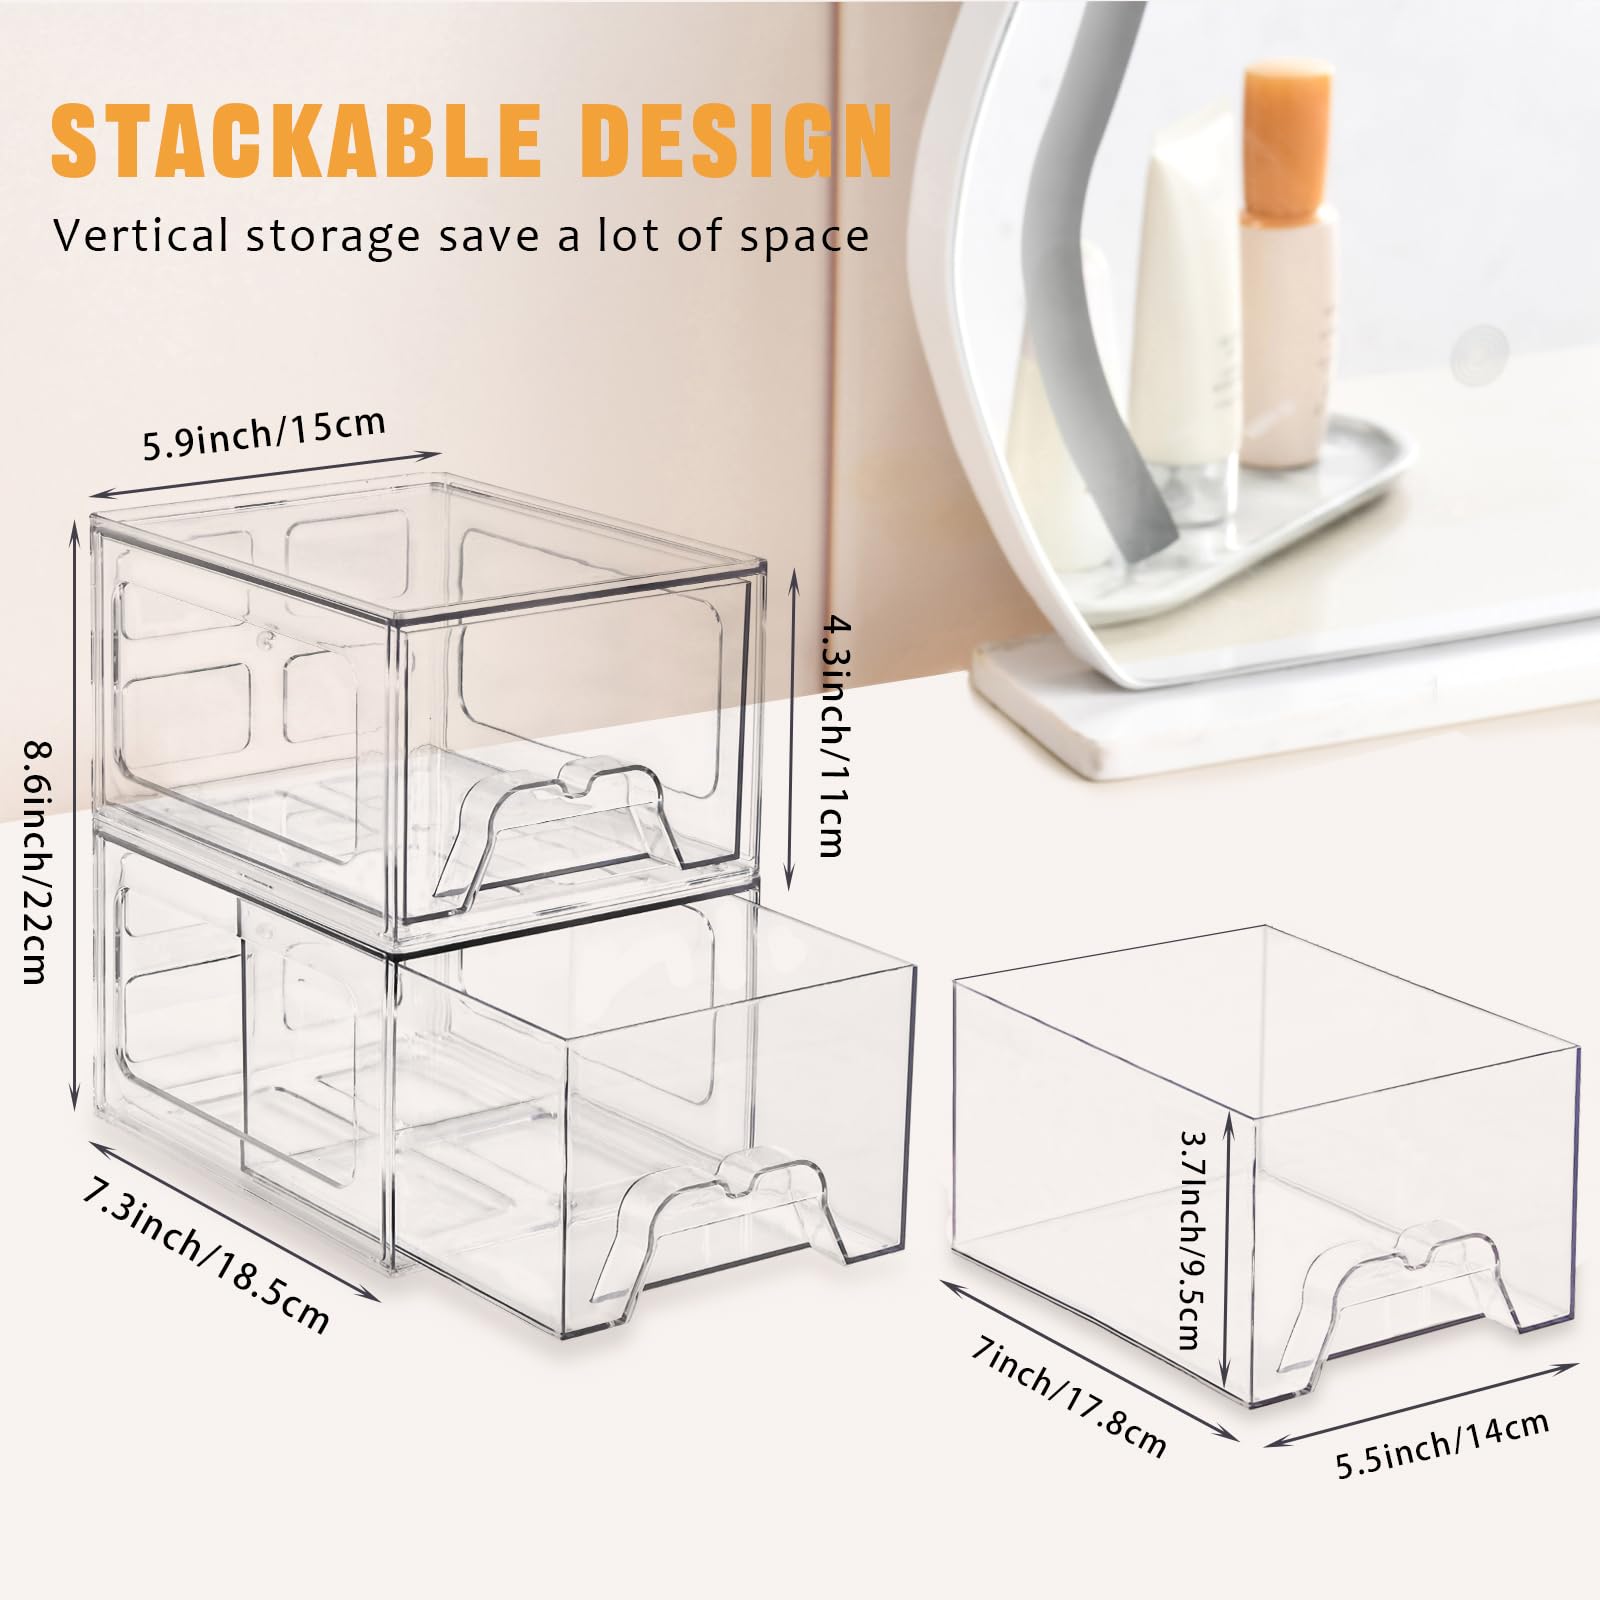 STACKABLE DESIGN
Vertical storage save a lot of space
5.9inch/15cm
4.3inch/11cm
8.6inch/22cm
7.3inch/18.5cm
3.7Inch/9.5cm
7inch/17.8cm
5.5inch/14cm